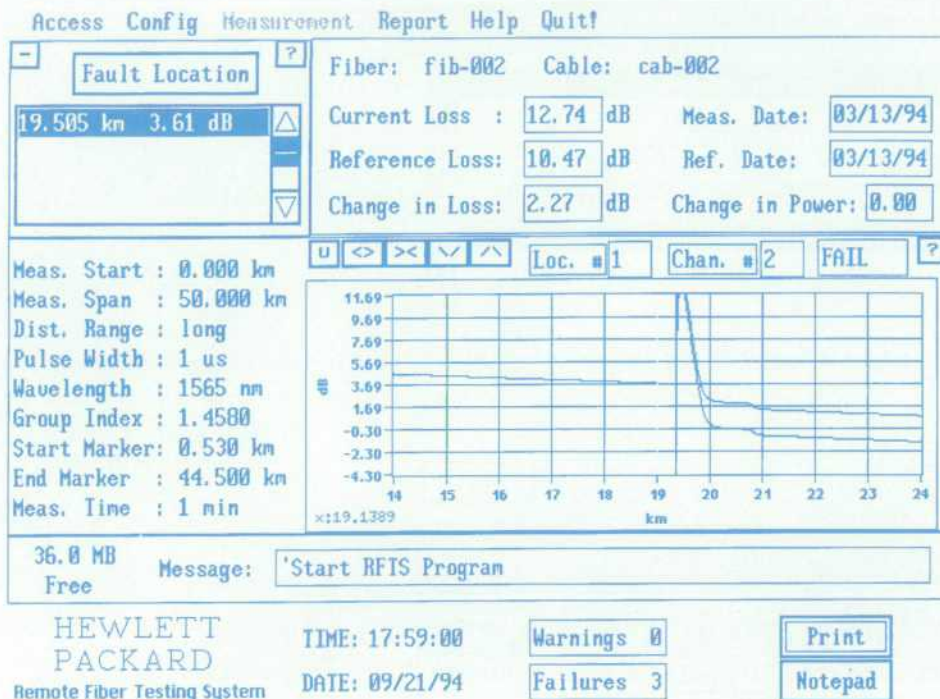 Access Config Measurement Report Help Quit!
- ?
Fault Location
19.505 km 3.61 dB
Fiber: fib-002 Cable: cab-002
Current Loss : 12.74 dB Meas. Date: 03/13/94
Reference Loss: 10.47 dB Ref. Date: 03/13/94
Change in Loss: 2.27 dB Change in Power: 0.00
Meas. Start : 0.000 km
Meas. Span : 50.000 km
Dist. Range : long
Pulse Width : 1 us
Wavelength : 1565 nm
Group Index : 1.4580
Start Marker: 0.530 km
End Marker : 44.500 km
Meas. Time : 1 min
U <> >< \/ /\ Loc. # 1 Chan. # 2 FAIL ?
11.69
9.69
7.69
5.69
3.69
1.69
-0.30
-2.30
-4.30
dB
14 15 16 17 18 19 20 21 22 23 24
x:19.1389 km
36.0 MB
Free
Message: 'Start RFTS Program
HEWLETT
PACKARD
Remote Fiber Testing System
TIME: 17:59:00
DATE: 09/21/94
Warnings 0
Failures 3
Print
Notepad